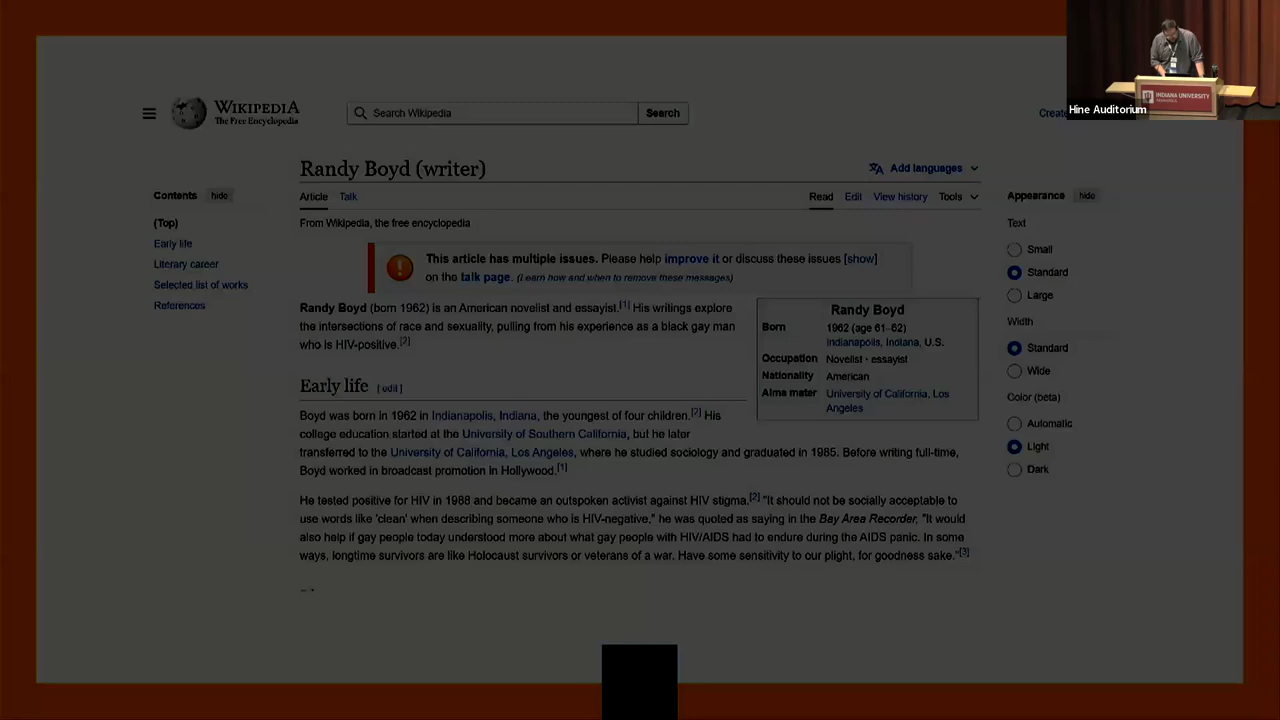 WIKIPEDIA
The Free Encyclopedia
Search Wikipedia
Search
Hine Auditorium
INDIANA UNIVERSITY
Randy Boyd (writer)
Add languages
Contents hide
Article Talk
Read Edit View history Tools
Appearance hide
(Top)
From Wikipedia, the free encyclopedia
Text
Early life
Literary career
Selected list of works
References
This article has multiple issues. Please help improve it or discuss these issues [show]
on the talk page. (Learn how and when to remove these messages)
Small
Standard
Large
Width
Standard
Wide
Color (beta)
Automatic
Light
Dark
Randy Boyd (born 1962) is an American novelist and essayist.[1] His writings explore
the intersections of race and sexuality, pulling from his experience as a black gay man
who is HIV-positive.[2]
Randy Boyd
Born 1962 (age 61–62)
Indianapolis, Indiana, U.S.
Occupation Novelist · essayist
Nationality American
Alma mater University of California, Los
Angeles
Early life [ edit ]
Boyd was born in 1962 in Indianapolis, Indiana, the youngest of four children.[2] His
college education started at the University of Southern California, but he later
transferred to the University of California, Los Angeles, where he studied sociology and graduated in 1985. Before writing full-time,
Boyd worked in broadcast promotion in Hollywood.[1]
He tested positive for HIV in 1988 and became an outspoken activist against HIV stigma.[2] "It should not be socially acceptable to
use words like 'clean' when describing someone who is HIV-negative," he was quoted as saying in the Bay Area Recorder, "It would
also help if gay people today understood more about what gay people with HIV/AIDS had to endure during the AIDS panic. In some
ways, longtime survivors are like Holocaust survivors or veterans of a war. Have some sensitivity to our plight, for goodness sake."[3]